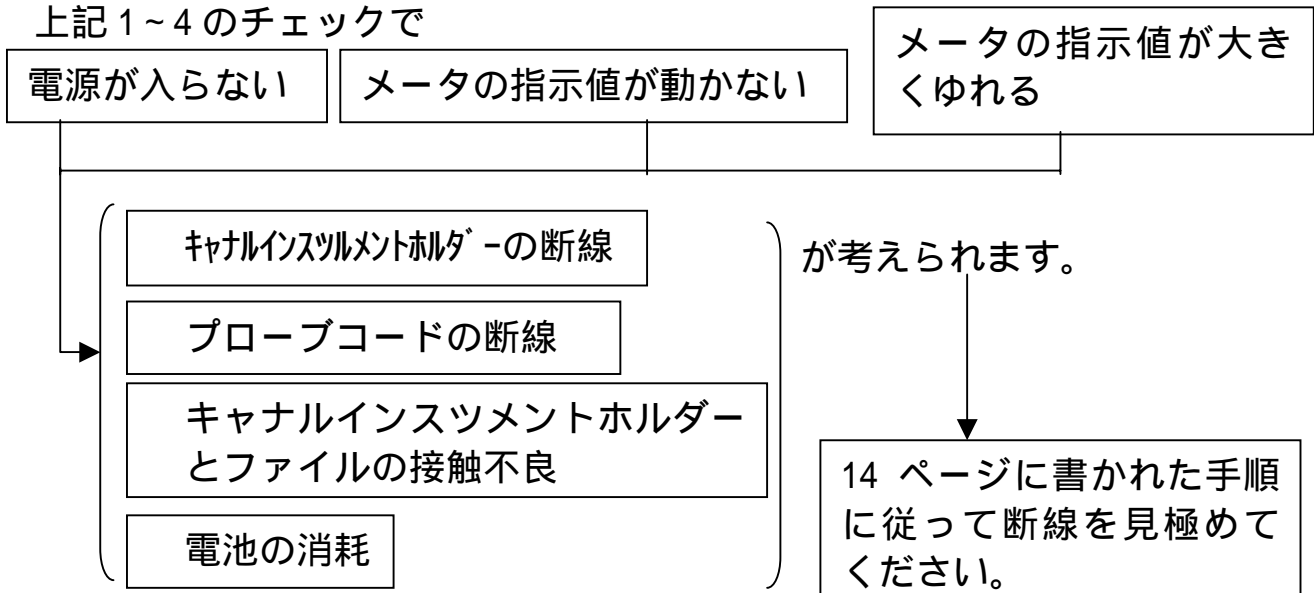 上記1~4のチェックで
電源が入らない
メータの指示値が動かない
メータの指示値が大き
くゆれる
ｷｬﾅﾙｲﾝｽﾂﾙﾒﾝﾄﾎﾙﾀﾞｰの断線
プローブコードの断線
キャナルインスツメントホルダー
とファイルの接触不良
電池の消耗
が考えられます。
14 ページに書かれた手順
に従って断線を見極めて
ください。